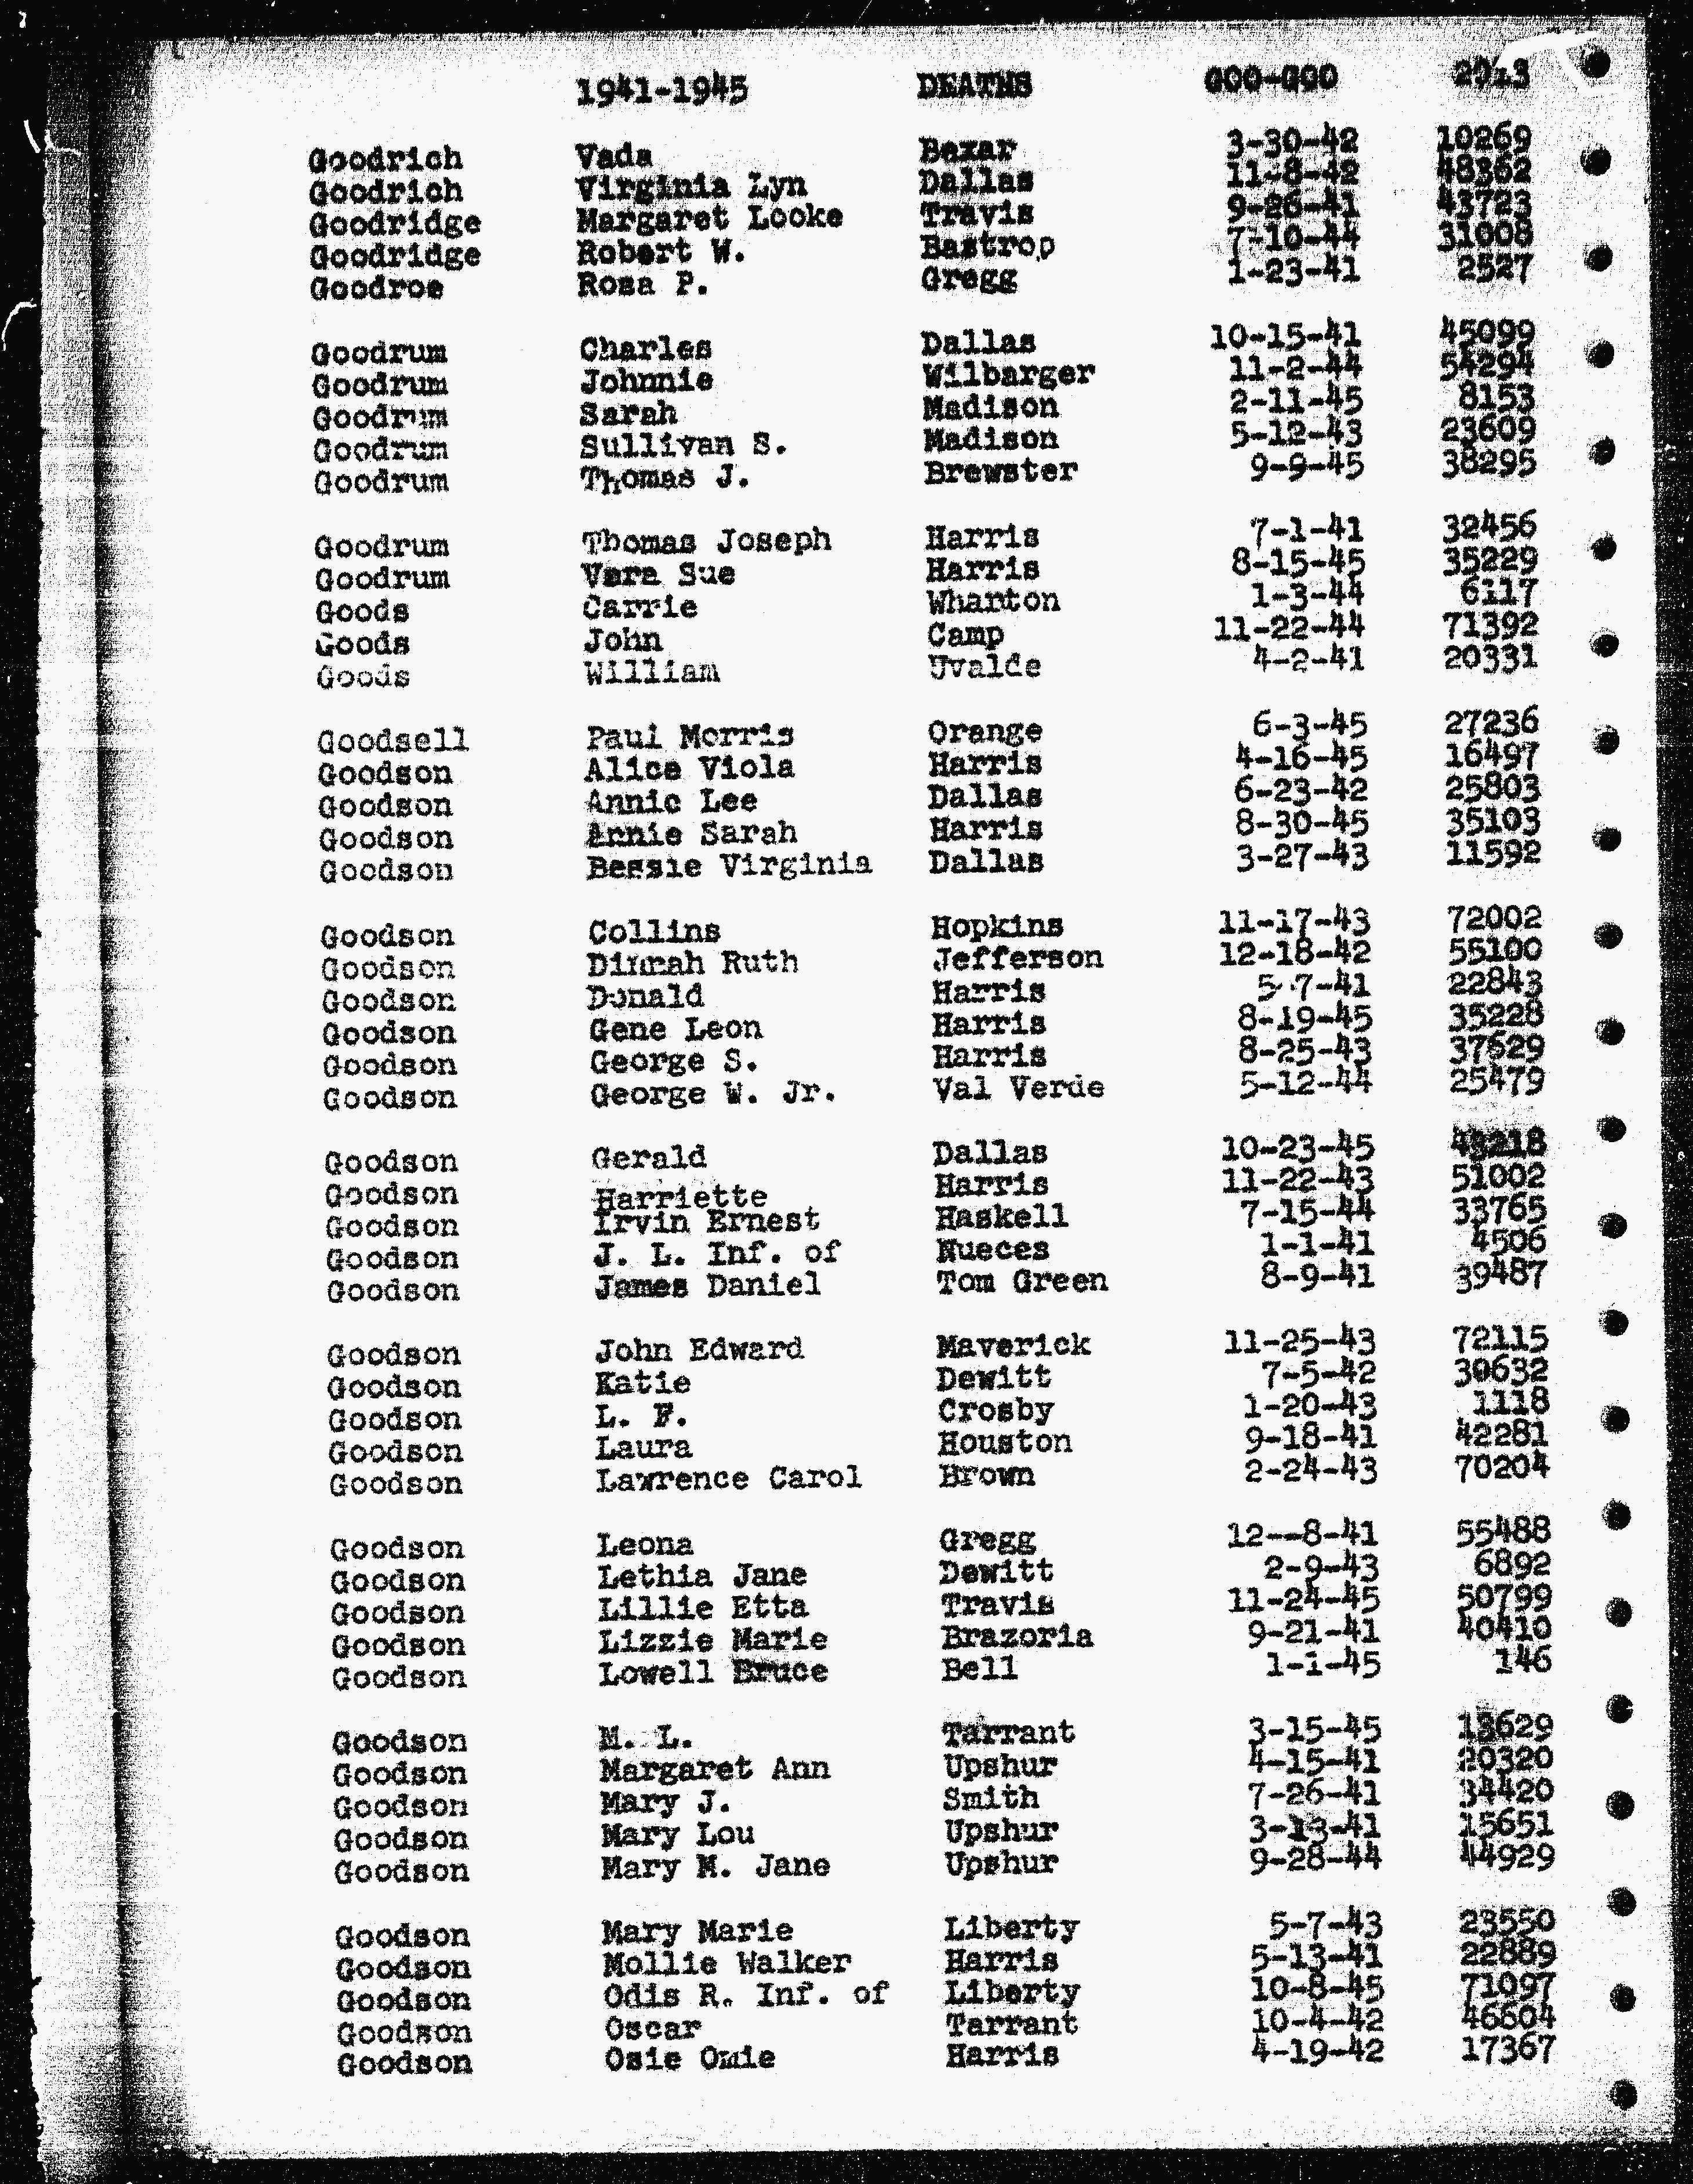 1941-1945 DEATHS GOO-GOO 2013
Goodrich Vada Bexar 3-30-42 10269
Goodrich Virginia Lyn Dallas 11-8-42 48362
Goodridge Margaret Looke Travis 9-26-41 43723
Goodridge Robert W. Bastrop 7-10-44 31008
Goodroe Rosa P. Gregg 1-23-41 2527
Goodrum Charles Dallas 10-15-41 45099
Goodrum Johnnie Wilbarger 11-2-44 54294
Goodrum Sarah Madison 2-11-45 8153
Goodrum Sullivan S. Madison 5-12-43 23609
Goodrum Thomas J. Brewster 9-9-45 38295
Goodrum Thomas Joseph Harris 7-1-41 32456
Goodrum Vera Sue Harris 8-15-45 35229
Goods Carrie Wharton 1-3-44 6117
Goods John Camp 11-22-44 71392
Goods William Uvalde 4-2-41 20331
Goodsell Paul Morris Orange 6-3-45 27236
Goodson Alice Viola Harris 4-16-45 16497
Goodson Annie Lee Dallas 6-23-42 25803
Goodson Annie Sarah Harris 8-30-45 35103
Goodson Bessie Virginia Dallas 3-27-43 11592
Goodson Collins Hopkins 11-17-43 72002
Goodson Dinnah Ruth Jefferson 12-18-42 55100
Goodson Donald Harris 5-7-41 22843
Goodson Gene Leon Harris 8-19-45 35228
Goodson George S. Harris 8-25-43 37629
Goodson George W. Jr. Val Verde 5-12-44 25479
Goodson Gerald Dallas 10-23-45 43218
Goodson Harriette Harris 11-22-43 51002
Goodson Irvin Ernest Haskell 7-15-44 33765
Goodson J. L. Inf. of Nueces 1-1-41 4506
Goodson James Daniel Tom Green 8-9-41 39487
Goodson John Edward Maverick 11-25-43 72115
Goodson Katie Dewitt 7-5-42 30632
Goodson L. F. Crosby 1-20-43 1118
Goodson Laura Houston 9-18-41 42281
Goodson Lawrence Carol Brown 2-24-43 70204
Goodson Leona Gregg 12--8-41 55488
Goodson Lethia Jane Dewitt 2-9-43 6892
Goodson Lillie Etta Travis 11-24-45 50799
Goodson Lizzie Marie Brazoria 9-21-41 40410
Goodson Lowell Bruce Bell 1-1-45 146
Goodson M. L. Tarrant 3-15-45 13629
Goodson Margaret Ann Upshur 4-15-41 20320
Goodson Mary J. Smith 7-26-41 34420
Goodson Mary Lou Upshur 3-13-41 15651
Goodson Mary M. Jane Upshur 9-28-44 44929
Goodson Mary Marie Liberty 5-7-43 23550
Goodson Mollie Walker Harris 5-13-41 22889
Goodson Odis R. Inf. of Liberty 10-8-45 71097
Goodson Oscar Tarrant 10-4-42 46604
Goodson Osie Omie Harris 4-19-42 17367